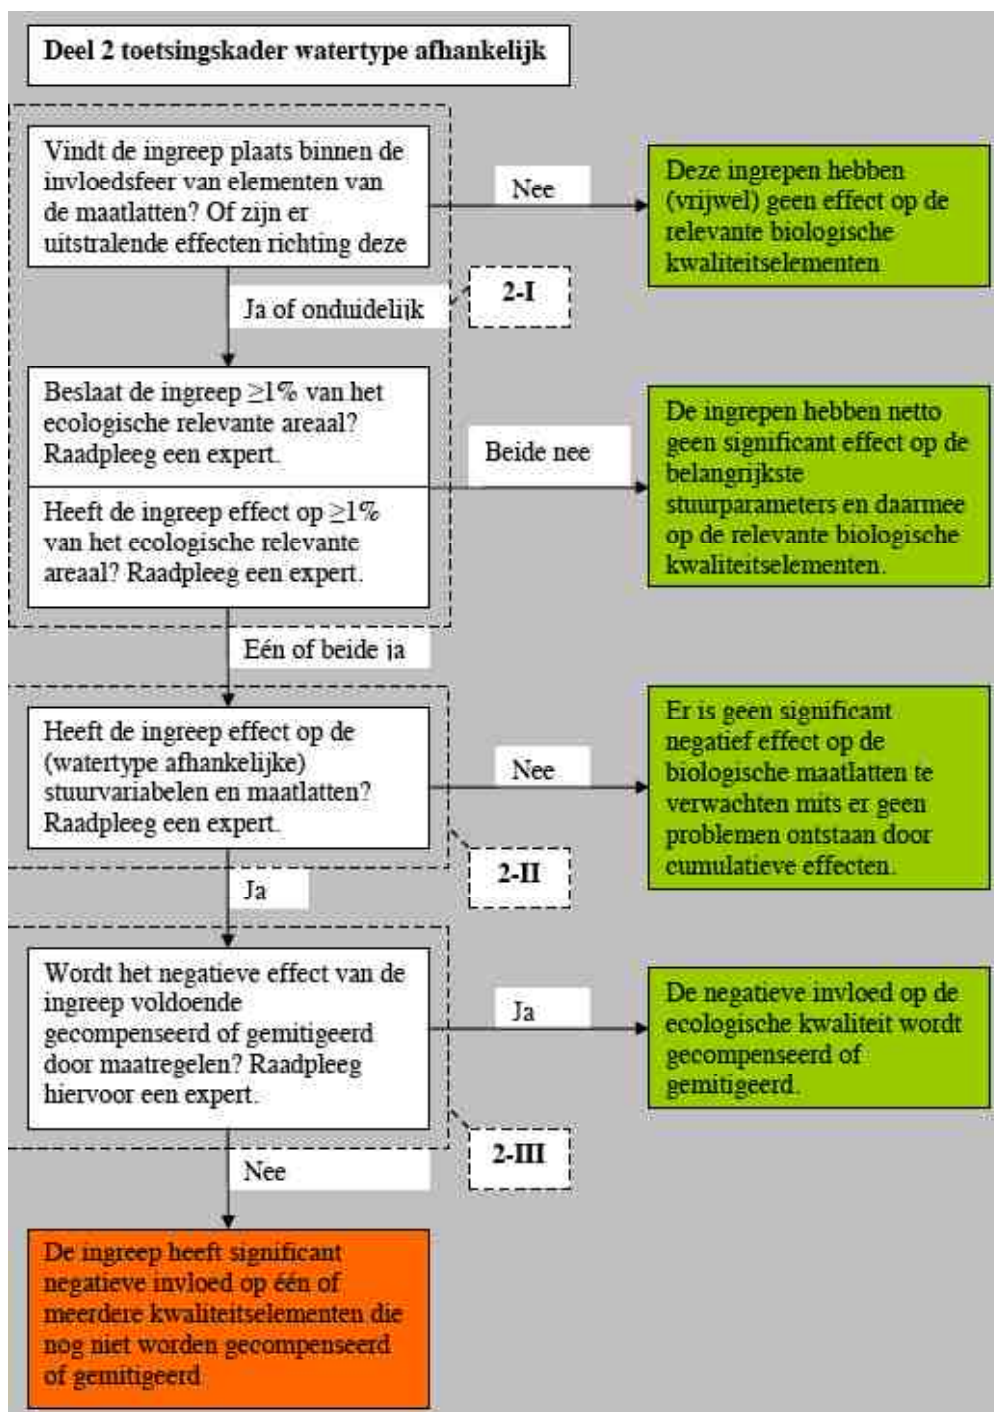 Deel 2 toetsingskader watertype afhankelijk
Vindt de ingreep plaats binnen de
invloedsfeer van elementen van
de maatlatten? Of zijn er
uitstralende effecten richting deze
Nee
Deze ingrepen hebben
(vrijwel) geen effect op de
relevante biologische
kwaliteitselementen
Ja of onduidelijk
2-I
Beslaat de ingreep ≥1% van het
ecologische relevante areaal?
Raadpleeg een expert.
Heeft de ingreep effect op ≥1%
van het ecologische relevante
areaal? Raadpleeg een expert.
Beide nee
De ingrepen hebben netto
geen significant effect op de
belangrijkste
stuurparameters en daarmee
op de relevante biologische
kwaliteitselementen.
Eén of beide ja
Heeft de ingreep effect op de
(watertype afhankelijke)
stuurvariabelen en maatlatten?
Raadpleeg een expert.
Nee
Er is geen significant
negatief effect op de
biologische maatlatten te
verwachten mits er geen
problemen ontstaan door
cumulatieve effecten.
2-II
Ja
Wordt het negatieve effect van de
ingreep voldoende
gecompenseerd of gemitigeerd
door maatregelen? Raadpleeg
hiervoor een expert.
Ja
De negatieve invloed op de
ecologische kwaliteit wordt
gecompenseerd of
gemitigeerd.
2-III
Nee
De ingreep heeft significant
negatieve invloed op één of
meerdere kwaliteitselementen die
nog niet worden gecompenseerd
of gemitigeerd